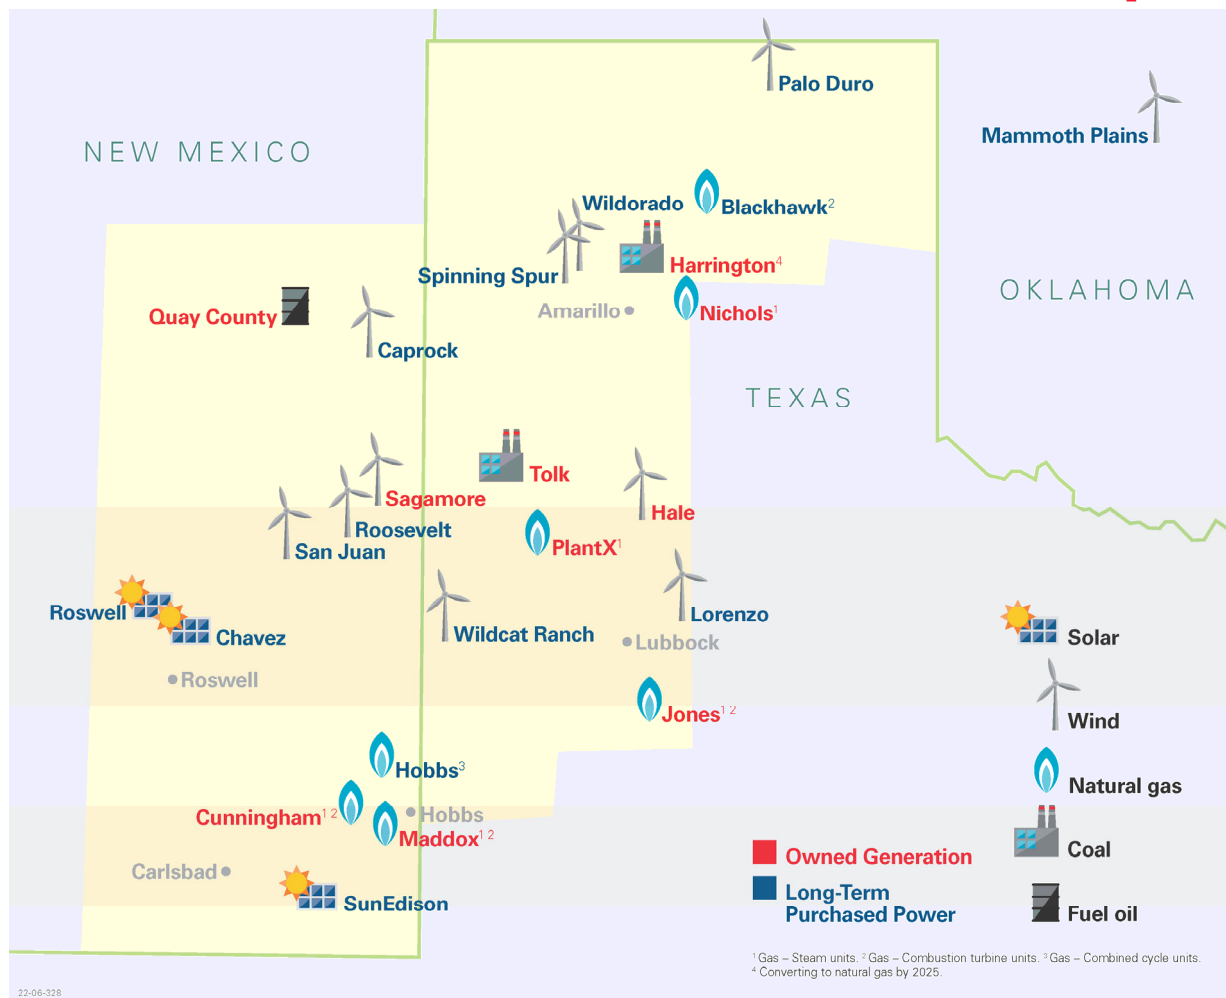 Palo Duro
Mammoth Plains
NEW MEXICO
Wildorado
Blackhawk²
Harrington⁴
Spinning Spur
OKLAHOMA
Amarillo
Nichols¹
Quay County
Caprock
TEXAS
Tolk
Sagamore
Hale
Roosevelt
San Juan
PlantX¹
Roswell
Lorenzo
Wildcat Ranch
Chavez
Solar
Lubbock
Roswell
Jones¹ ²
Wind
Hobbs³
Natural gas
Cunningham¹ ²
Hobbs
Maddox¹ ²
Coal
Owned Generation
Carlsbad
Long-Term
Purchased Power
SunEdison
Fuel oil
¹ Gas – Steam units. ² Gas – Combustion turbine units. ³ Gas – Combined cycle units.
⁴ Converting to natural gas by 2025.
22-06-328